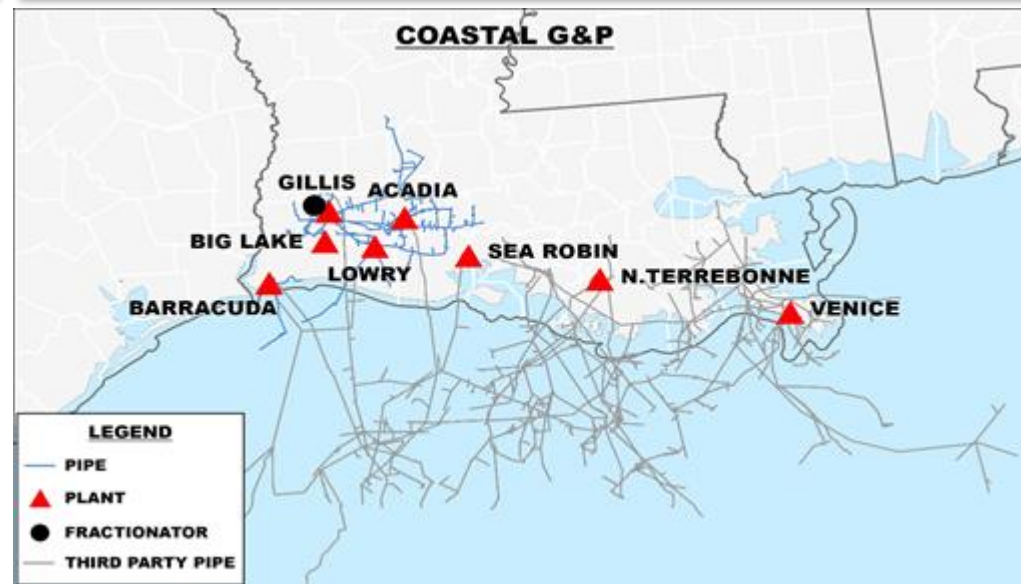 COASTAL G&P
GILLIS
ACADIA
BIG LAKE
LOWRY
SEA ROBIN
BARRACUDA
N.TERREBONNE
VENICE
LEGEND
PIPE
PLANT
FRACTIONATOR
THIRD PARTY PIPE